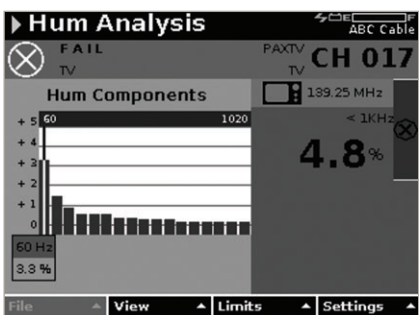 Hum Analysis
E F
ABC Cable
FAIL
TV
PAXTV
TV
CH 017
Hum Components
139.25 MHz
< 1KHz
4.8%
60 1020
+ 5
+ 4
+ 3
+ 2
+ 1
0
60 Hz
3.3 %
File View Limits Settings